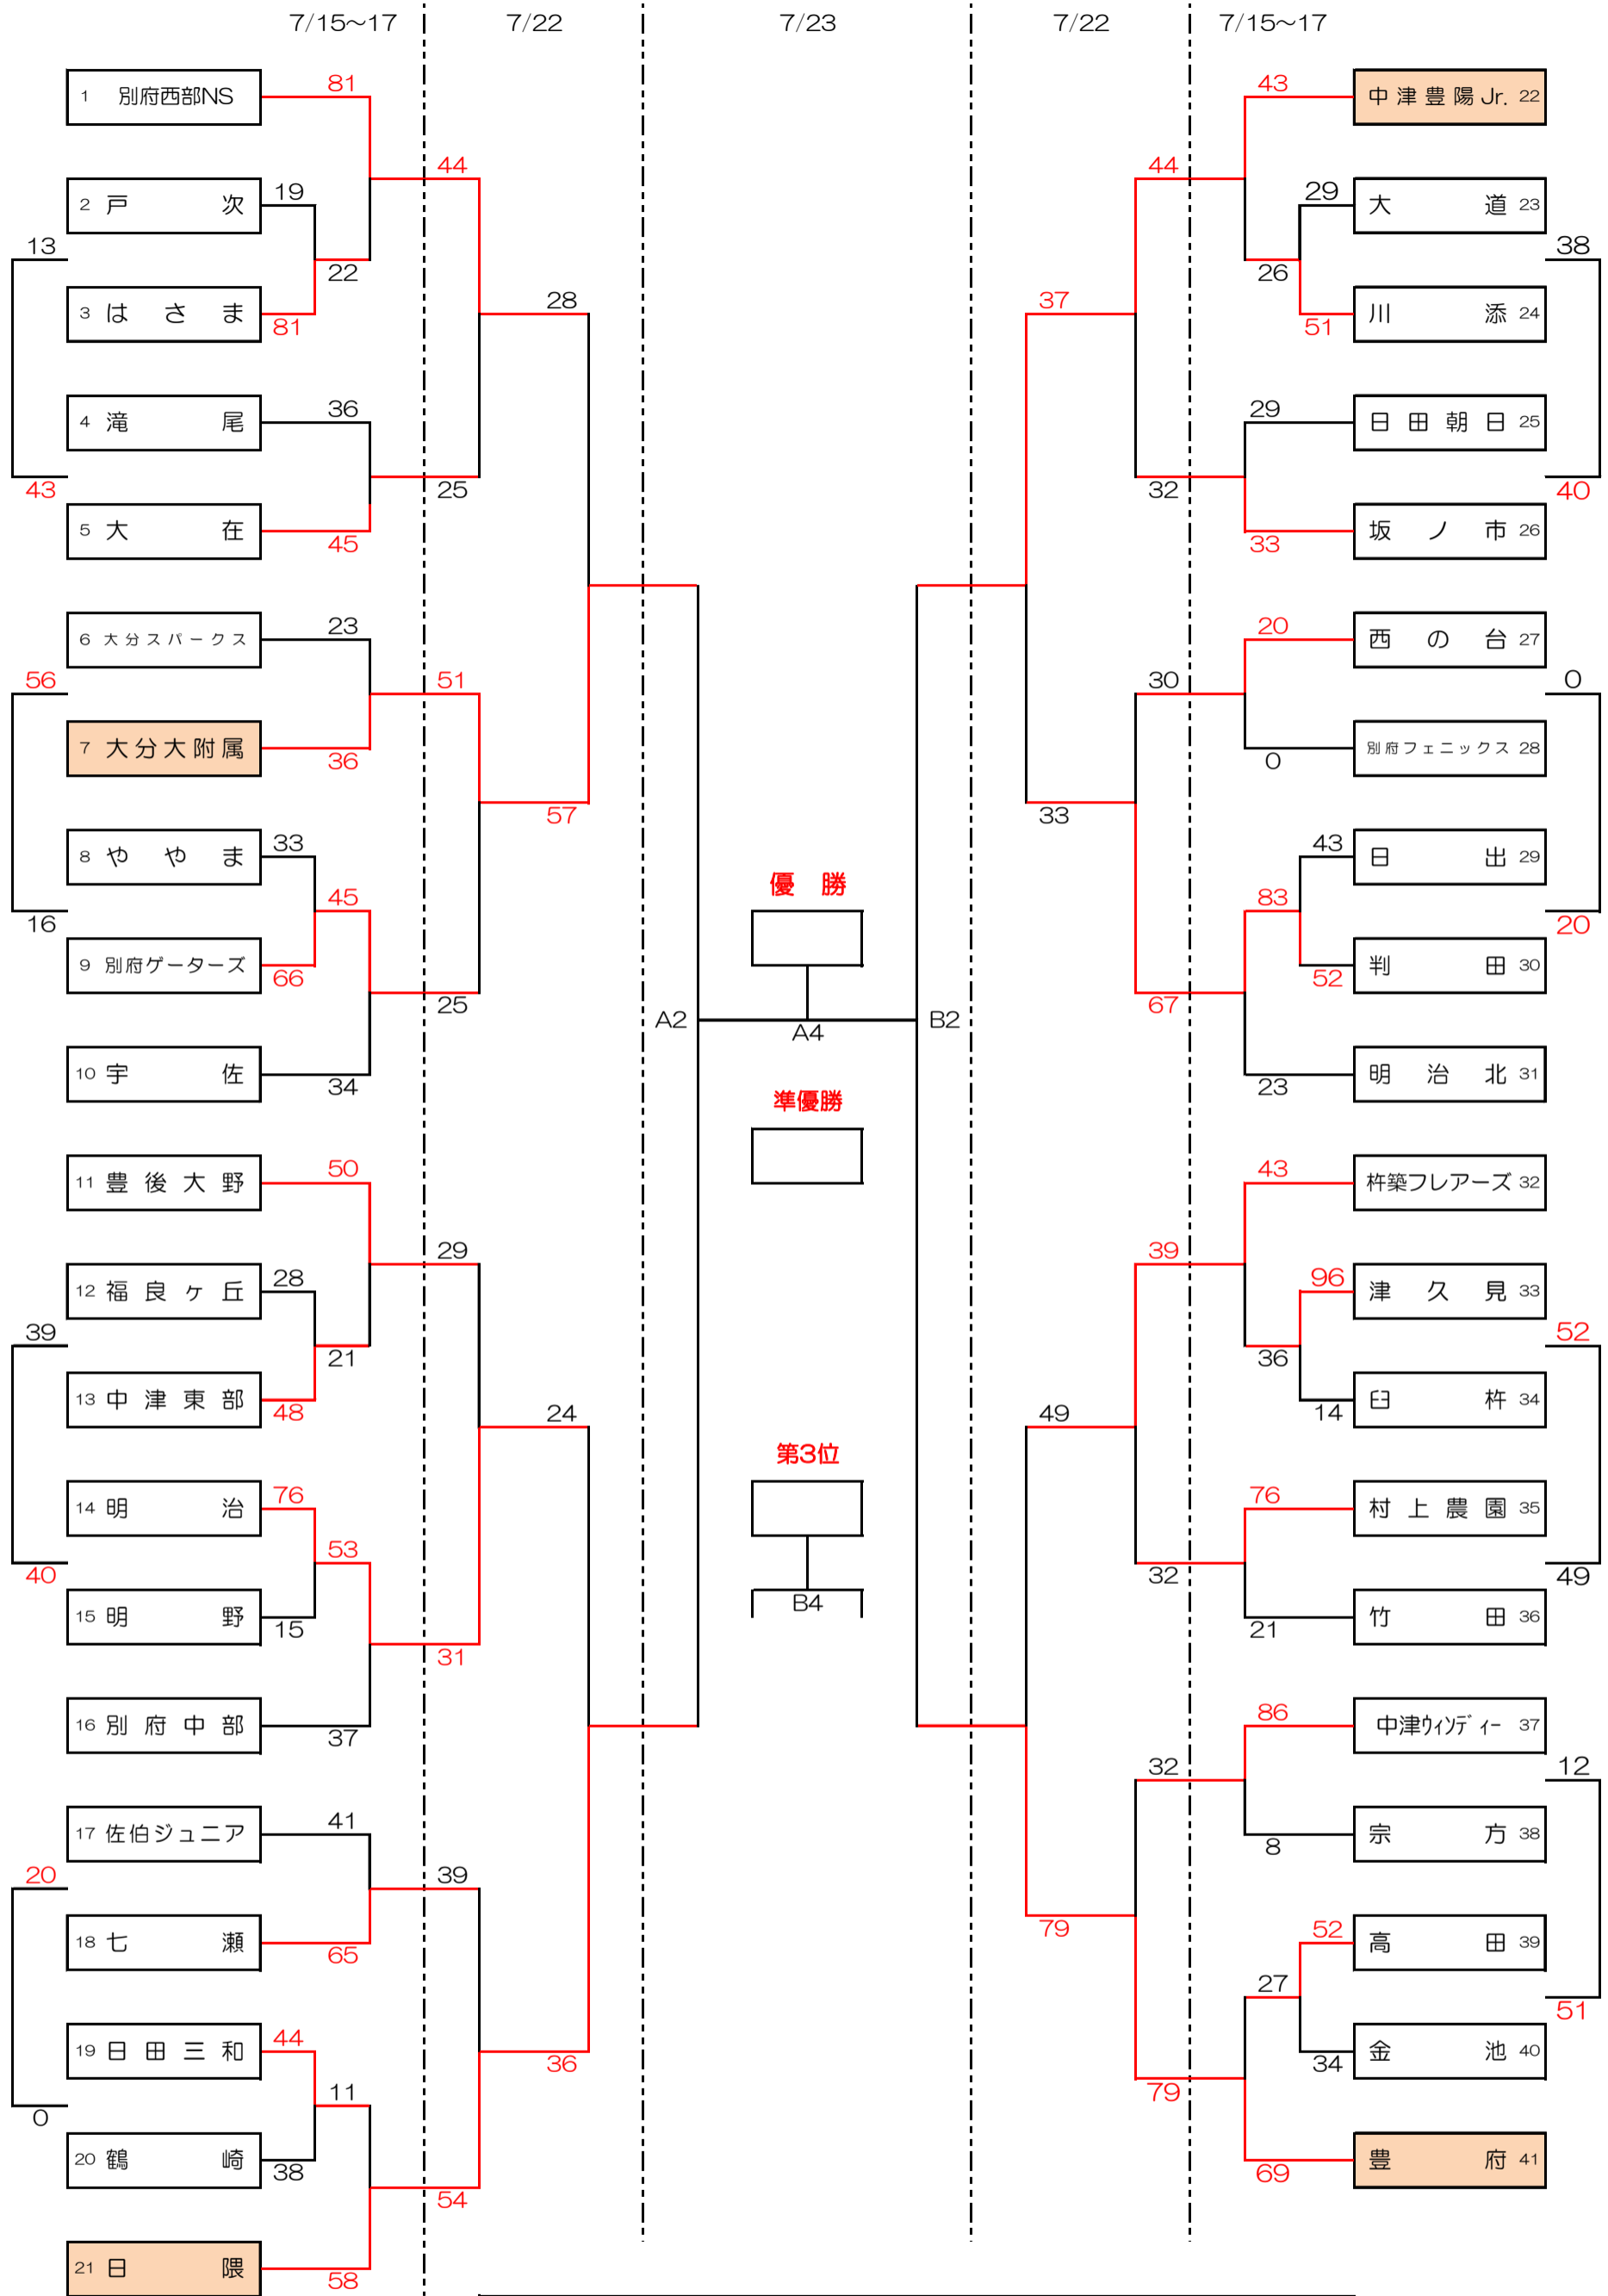 7/15~17 7/22 7/23 7/22 7/15~17
81 43
1 別府西部NS 中津豊陽Jr. 22
44 44
19 29
2 戸次 大道 23
13 38
22 26
28 37
3 はさま 川添 24
81 51
36 29
4 滝尾 日田朝日 25
43 25 32 40
5 大在 坂ノ市 26
45 33
23 20
6 大分スパークス 西の台 27
56 51 30 0
7 大分大附属 別府フェニックス 28
36 0
57 33
33 43
8 ややま 日出 29
優勝
45 83
16 20
9 別府ゲーターズ 判田 30
66 52
25 67
A2 A4 B2
10 宇佐 明治北 31
34 23
準優勝
50 43
11 豊後大野 杵築フレアーズ 32
29 39
28 96
12 福良ヶ丘 津久見 33
39 52
21 36
13 中津東部 臼杵 34
48 14
24 49
第3位
76 76
14 明治 村上農園 35
53
40 32 49
B4
15 明野 竹田 36
15 21
31
86
16 別府中部 中津ウィンディー 37
37
32 12
41
17 佐伯ジュニア 宗方 38
8
20 39
52
18 七瀬 高田 39
65 79
27
51
44
19 日田三和 金池 40
36 34
11 79
0
20 鶴崎 豊府 41
38 69
54
21 日隈
58